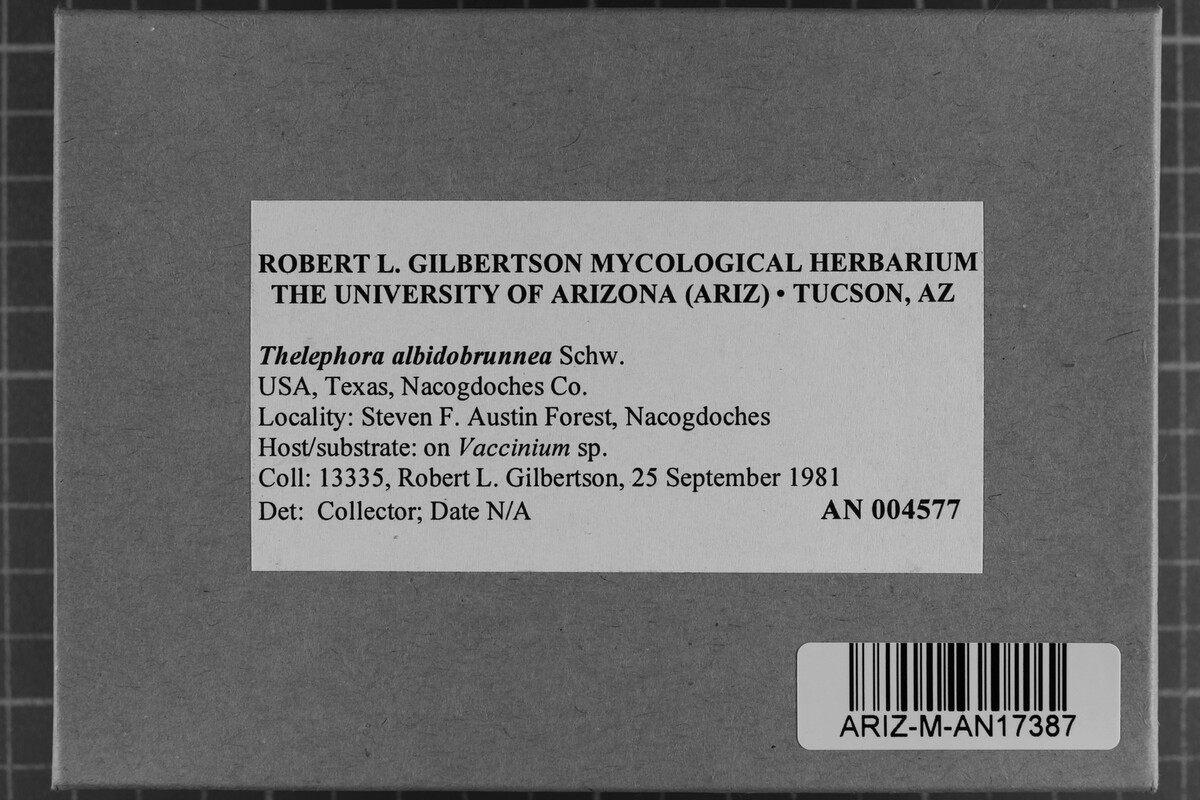 ROBERT L. GILBERTSON MYCOLOGICAL HERBARIUM
THE UNIVERSITY OF ARIZONA (ARIZ) • TUCSON, AZ
Thelephora albidobrunnea Schw.
USA, Texas, Nacogdoches Co.
Locality: Steven F. Austin Forest, Nacogdoches
Host/substrate: on Vaccinium sp.
Coll: 13335, Robert L. Gilbertson, 25 September 1981
Det: Collector; Date N/A AN 004577
ARIZ-M-AN17387